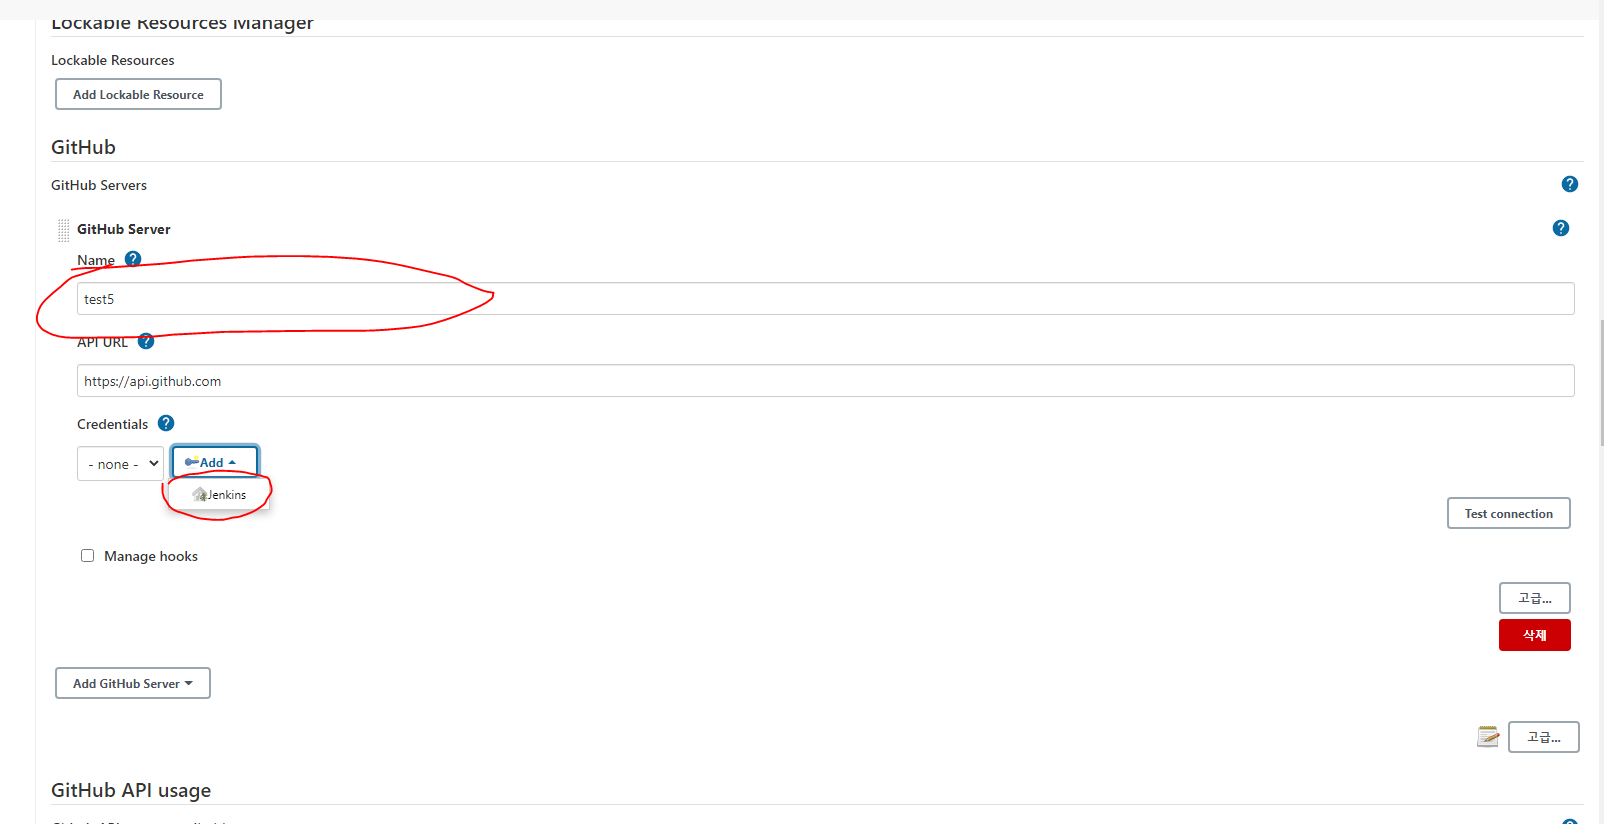 Lockable Resources Manager
Lockable Resources
Add Lockable Resource
GitHub
GitHub Servers
?
GitHub Server
?
Name ?
test5
API URL ?
https://api.github.com
Credentials ?
- none -
Add
Jenkins
Test connection
Manage hooks
고급...
삭제
Add GitHub Server
고급...
GitHub API usage